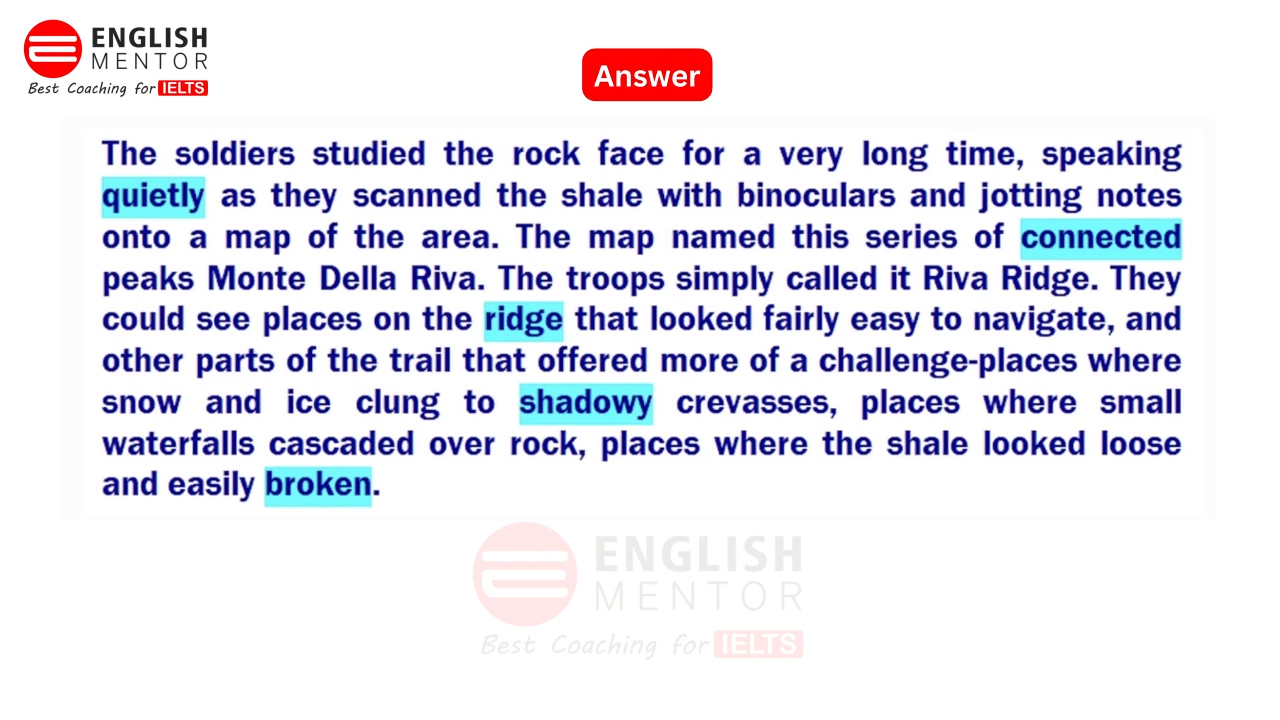 ENGLISH
MENTOR
Best Coaching for IELTS
Answer
The soldiers studied the rock face for a very long time, speaking
quietly as they scanned the shale with binoculars and jotting notes
onto a map of the area. The map named this series of connected
peaks Monte Della Riva. The troops simply called it Riva Ridge. They
could see places on the ridge that looked fairly easy to navigate, and
other parts of the trail that offered more of a challenge-places where
snow and ice clung to shadowy crevasses, places where small
waterfalls cascaded over rock, places where the shale looked loose
and easily broken.
ENGLISH
MENTOR
Best Coaching for IELTS